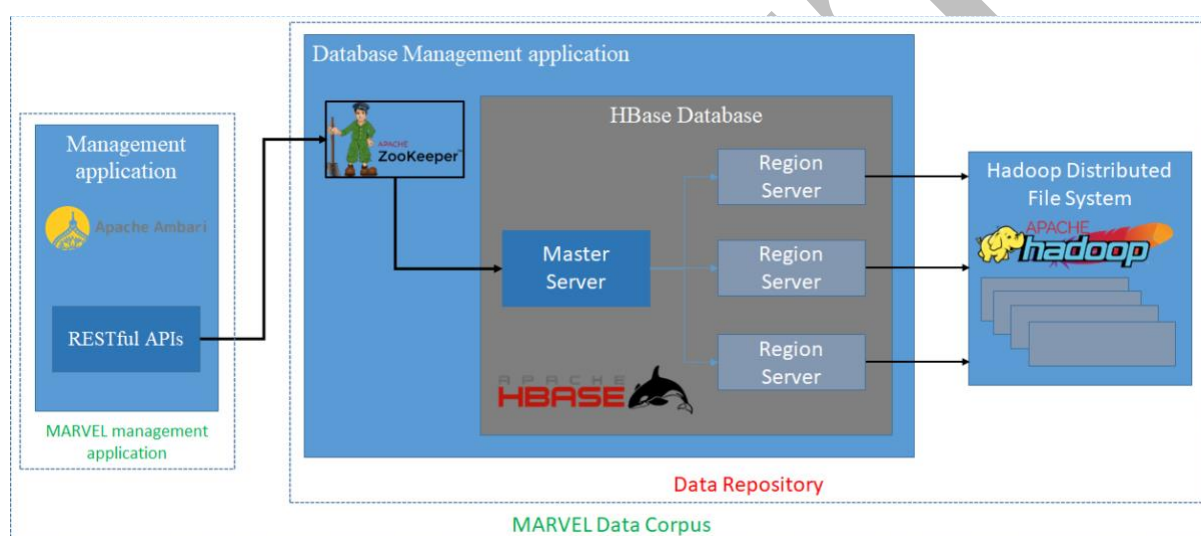 Database Management application
Management
application
Apache Ambari
RESTful APIs
MARVEL management
application
APACHE
ZooKeeper™
HBase Database
Master
Server
APACHE
HBASE
Region
Server
Region
Server
Region
Server
Hadoop Distributed
File System
APACHE
hadoop
Data Repository
MARVEL Data Corpus